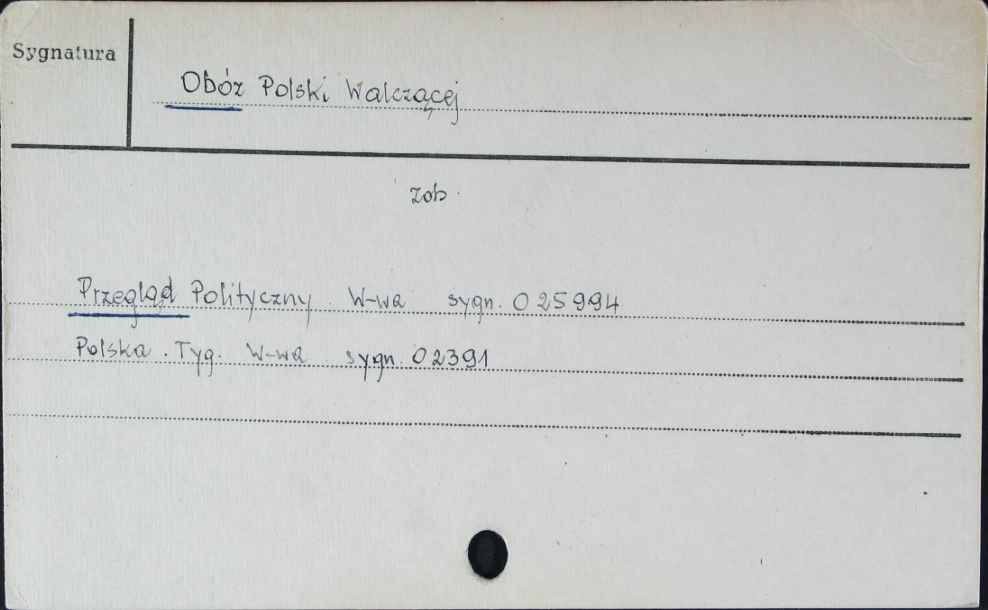 Sygnatura
Obóz Polski Walczącej
zob.
Przegląd Polityczny. W-wa sygn. 025994
Polska. Tyg. W-wa sygn. 02391